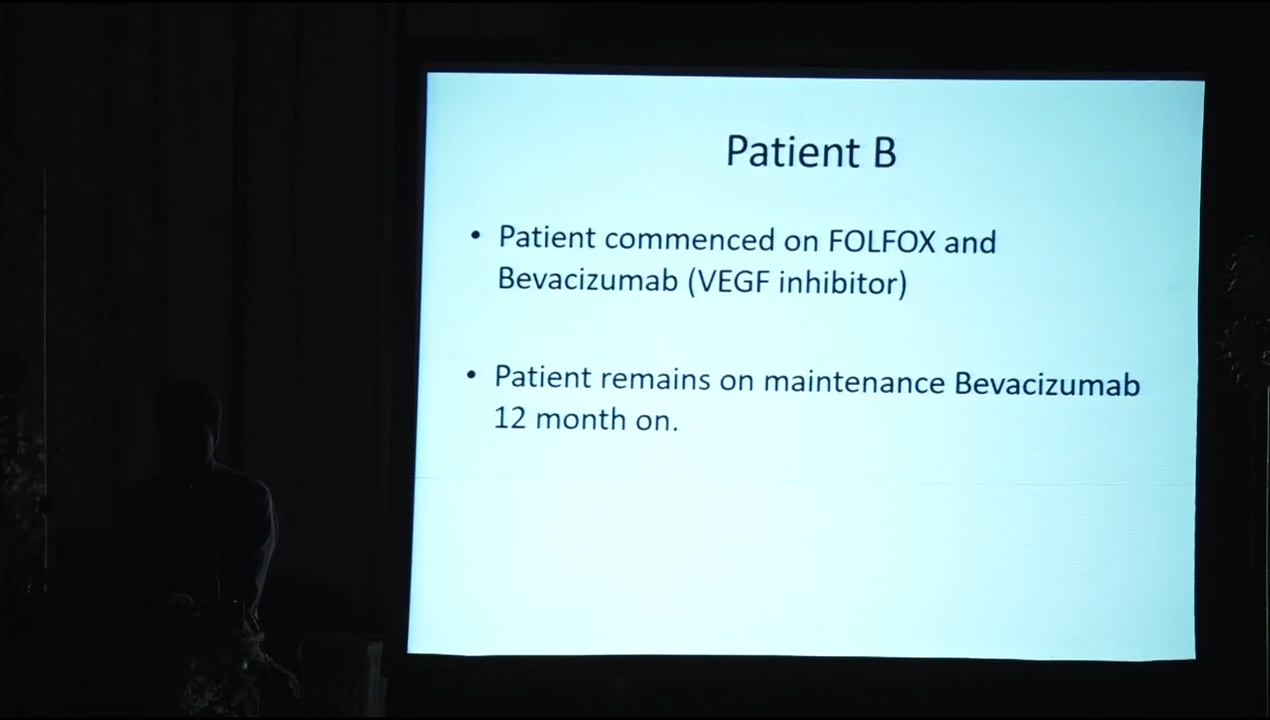 Patient B
• Patient commenced on FOLFOX and
Bevacizumab (VEGF inhibitor)
• Patient remains on maintenance Bevacizumab
12 month on.